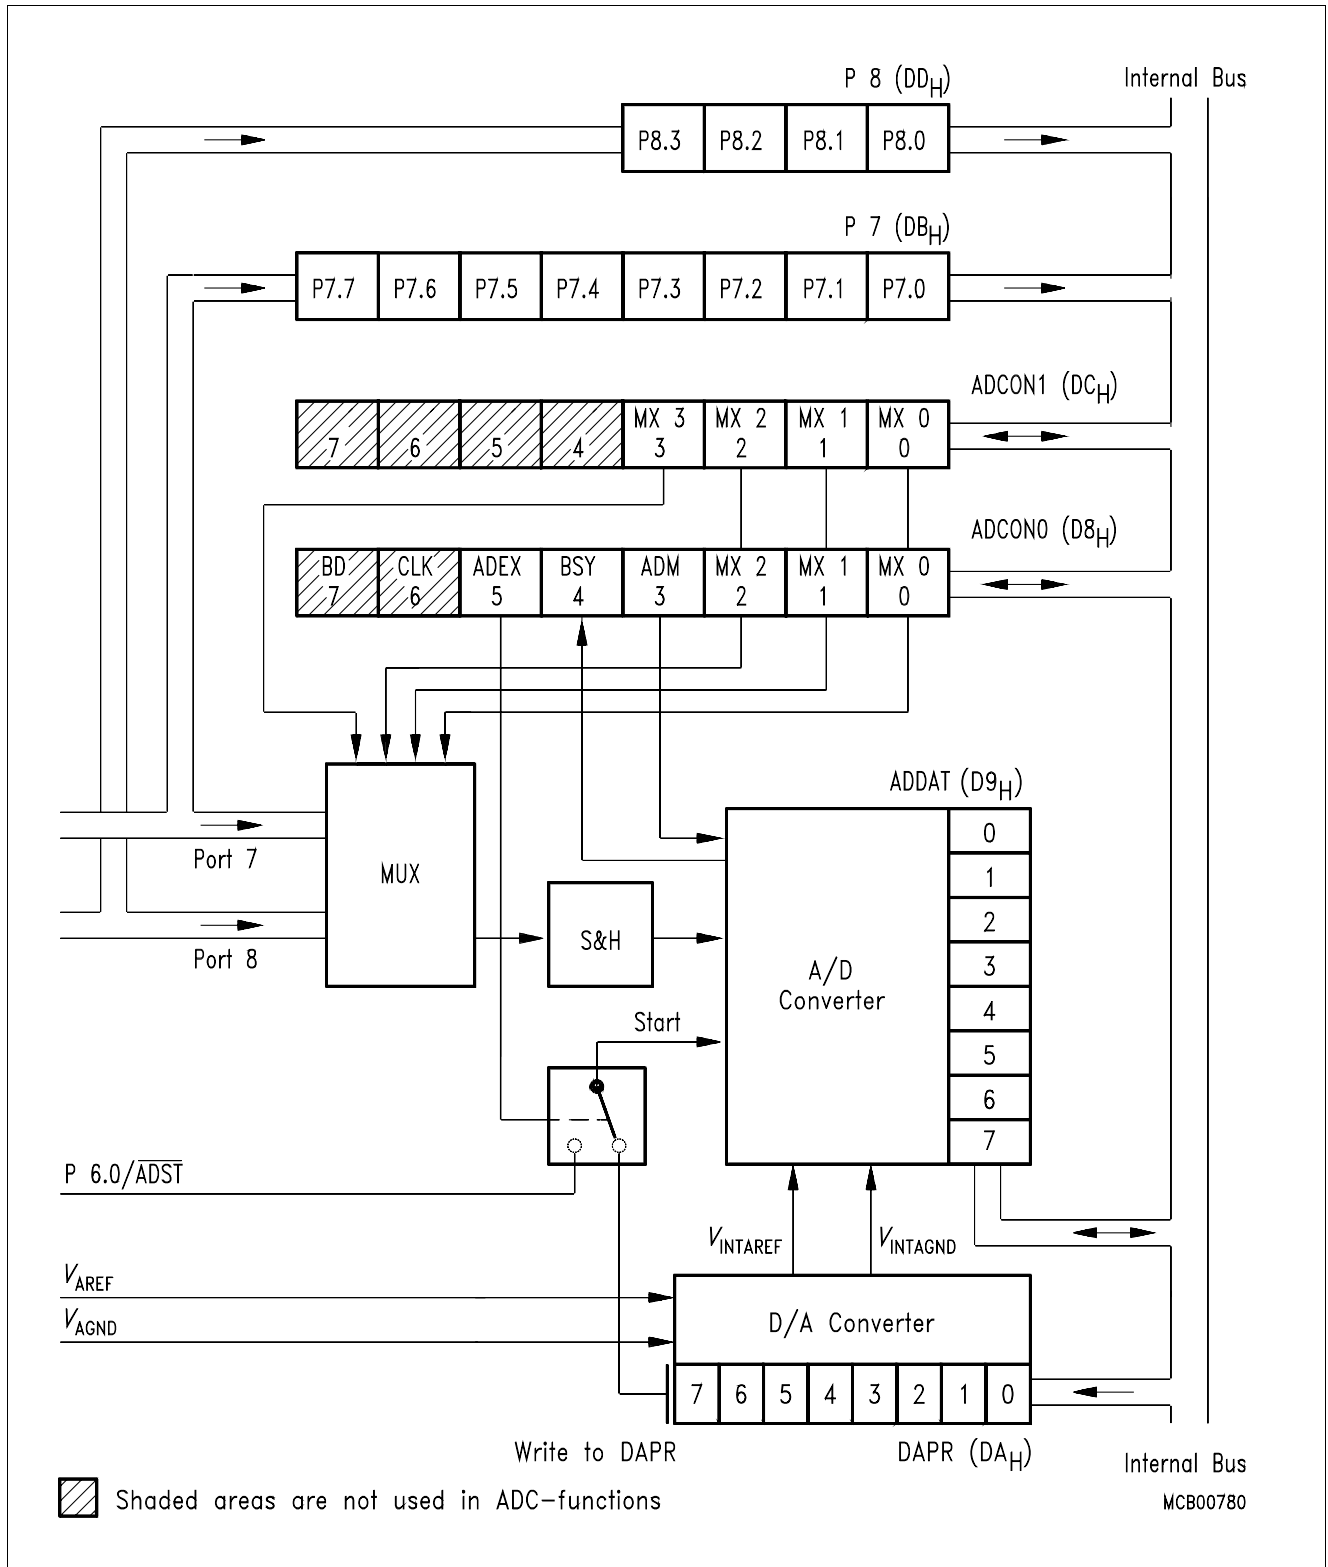 P 8 (DDH)
Internal Bus
P8.3 P8.2 P8.1 P8.0
P 7 (DBH)
P7.7 P7.6 P7.5 P7.4 P7.3 P7.2 P7.1 P7.0
ADCON1 (DCH)
MX 3 MX 2 MX 1 MX 0
7 6 5 4 3 2 1 0
ADCON0 (D8H)
BD CLK ADEX BSY ADM MX 2 MX 1 MX 0
7 6 5 4 3 2 1 0
ADDAT (D9H)
0
1
2
3
4
5
6
7
Port 7
MUX
Port 8
S&H
A/D
Converter
Start
P 6.0/ADST
VINTAREF
VINTAGND
VAREF
VAGND
D/A Converter
7 6 5 4 3 2 1 0
Write to DAPR
DAPR (DAH)
Internal Bus
Shaded areas are not used in ADC-functions
MCB00780